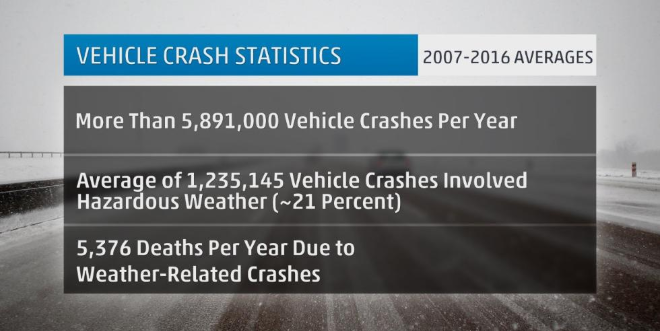 VEHICLE CRASH STATISTICS
2007-2016 AVERAGES
More Than 5,891,000 Vehicle Crashes Per Year
Average of 1,235,145 Vehicle Crashes Involved
Hazardous Weather (~21 Percent)
5,376 Deaths Per Year Due to
Weather-Related Crashes